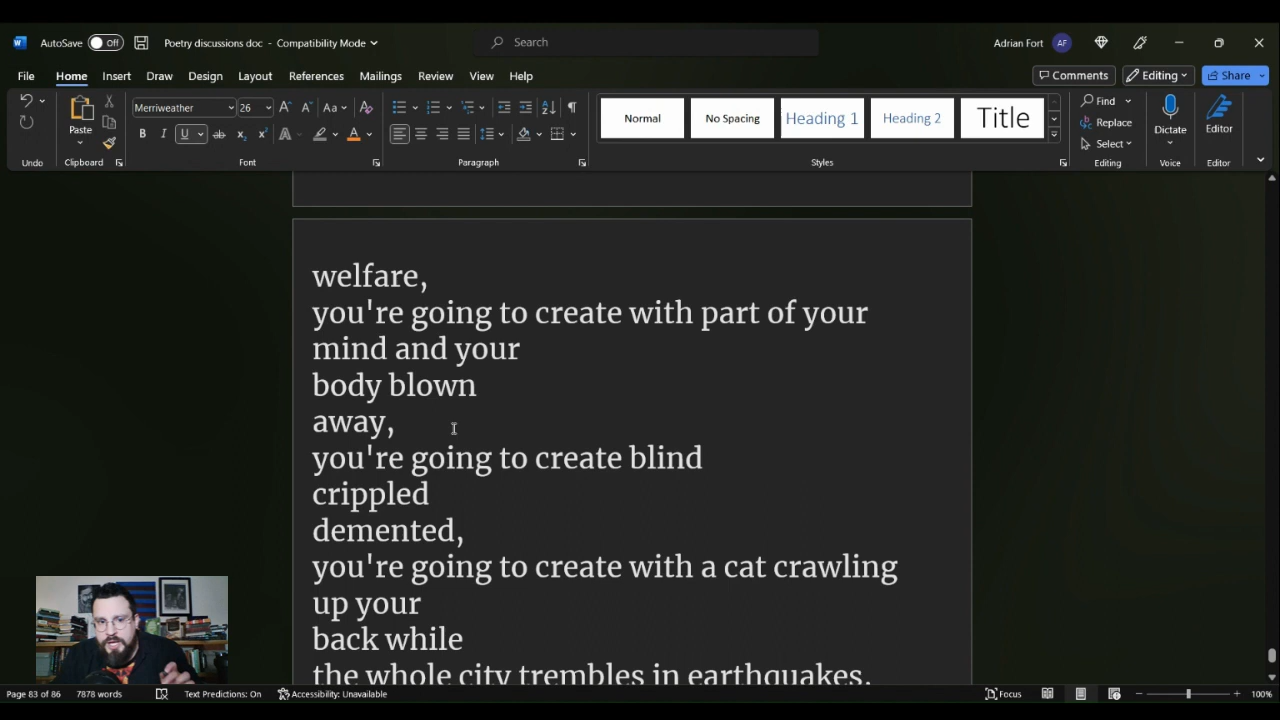 AutoSave Off Poetry discussions doc - Compatibility Mode Search Adrian Fort AF
File Home Insert Draw Design Layout References Mailings Review View Help Comments Editing Share
Paste Merriweather 26 Aa Normal No Spacing Heading 1 Heading 2 Title Find Replace Select Dictate Editor
B I U ab x₂ x² A A
Undo Clipboard Font Paragraph Styles Editing Voice Editor
welfare,
you're going to create with part of your
mind and your
body blown
away,
you're going to create blind
crippled
demented,
you're going to create with a cat crawling
up your
back while
the whole city trembles in earthquakes,
Page 83 of 86 7878 words Text Predictions: On Accessibility: Unavailable Focus 100%